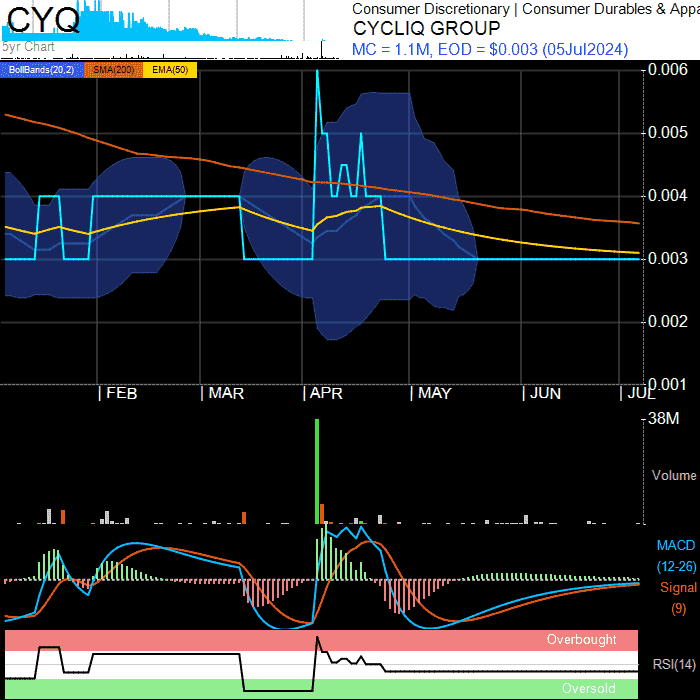 CYQ
Consumer Discretionary | Consumer Durables & Appa
CYCLIQ GROUP
5yr Chart
MC = 1.1M, EOD = $0.003 (05Jul2024)
BollBands(20,2) SMA(200) EMA(50)
0.006
0.005
0.004
0.003
0.002
0.001
| FEB | MAR | APR | MAY | JUN | JUL
38M
Volume
MACD
(12-26)
Signal
(9)
Overbought
RSI(14)
Oversold